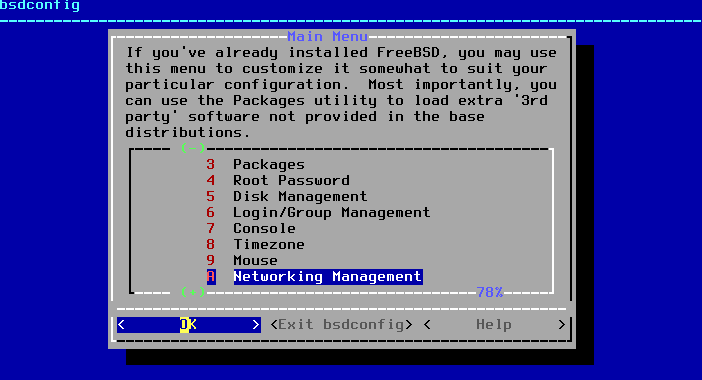 bsdconfig
Main Menu
If you've already installed FreeBSD, you may use
this menu to customize it somewhat to suit your
particular configuration.  Most importantly, you
can use the Packages utility to load extra '3rd
party' software not provided in the base
distributions.
(-)
3 Packages
4 Root Password
5 Disk Management
6 Login/Group Management
7 Console
8 Timezone
9 Mouse
A Networking Management
(+) 78%
< OK > <Exit bsdconfig> < Help >